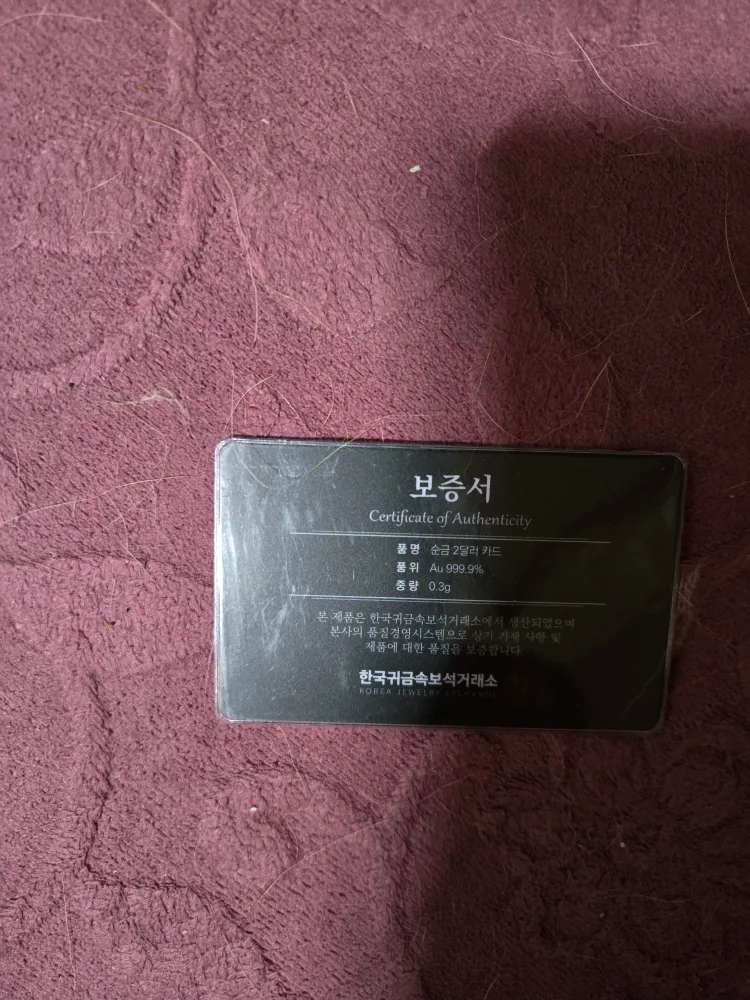 보증서
Certificate of Authenticity
품명 순금 2달러 카드
품위 Au 999.9%
중량 0.3g
본 제품은 한국귀금속보석거래소에서 생산되었으며
본사의 품질경영시스템으로 상기 기재 사항 및
제품에 대한 품질을 보증합니다.
한국귀금속보석거래소
KOREA JEWELRY EXCHANGE